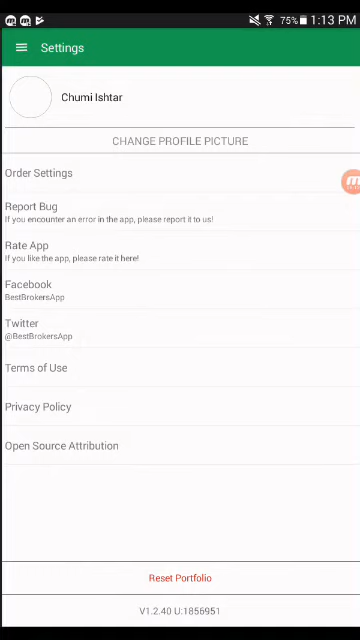 75% 1:13 PM
Settings
Chumi Ishtar
CHANGE PROFILE PICTURE
Order Settings
Report Bug
If you encounter an error in the app, please report it to us!
Rate App
If you like the app, please rate it here!
Facebook
BestBrokersApp
Twitter
@BestBrokersApp
Terms of Use
Privacy Policy
Open Source Attribution
Reset Portfolio
V1.2.40 U:1856951